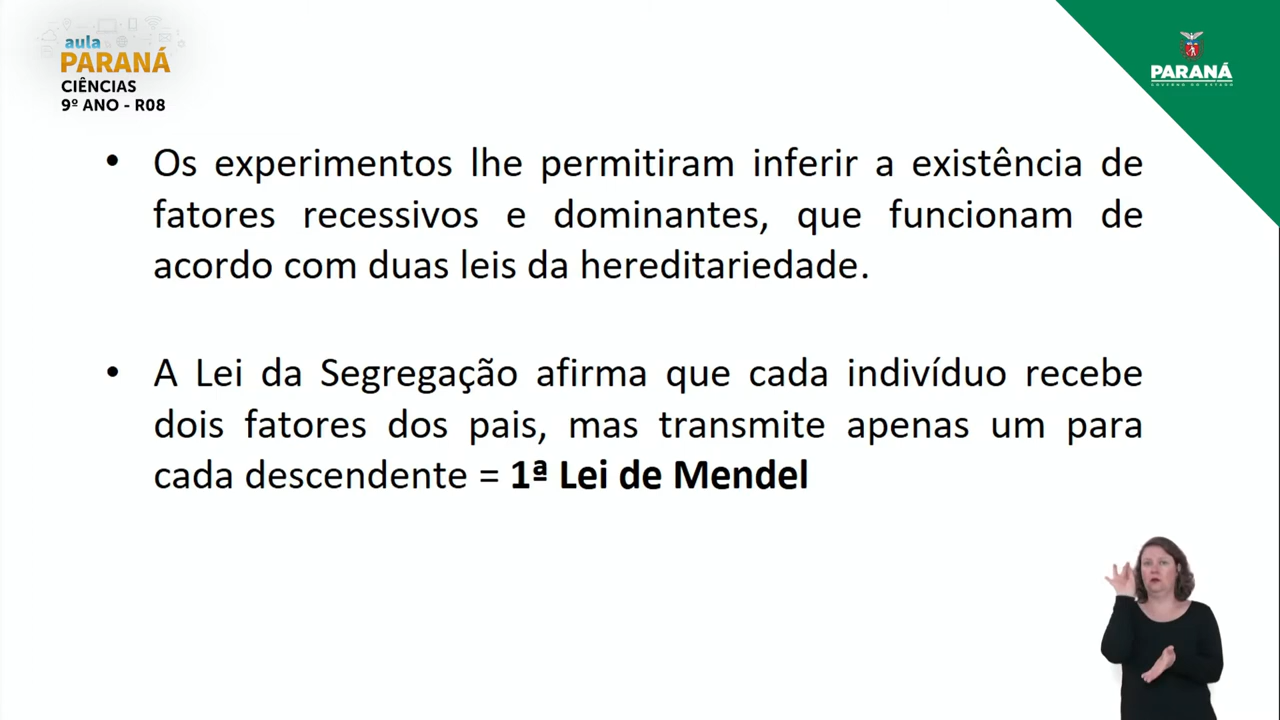 aula
PARANÁ
CIÊNCIAS
9º ANO - R08
PARANÁ
GOVERNO DO ESTADO
• Os experimentos lhe permitiram inferir a existência de
fatores recessivos e dominantes, que funcionam de
acordo com duas leis da hereditariedade.
• A Lei da Segregação afirma que cada indivíduo recebe
dois fatores dos pais, mas transmite apenas um para
cada descendente = 1ª Lei de Mendel